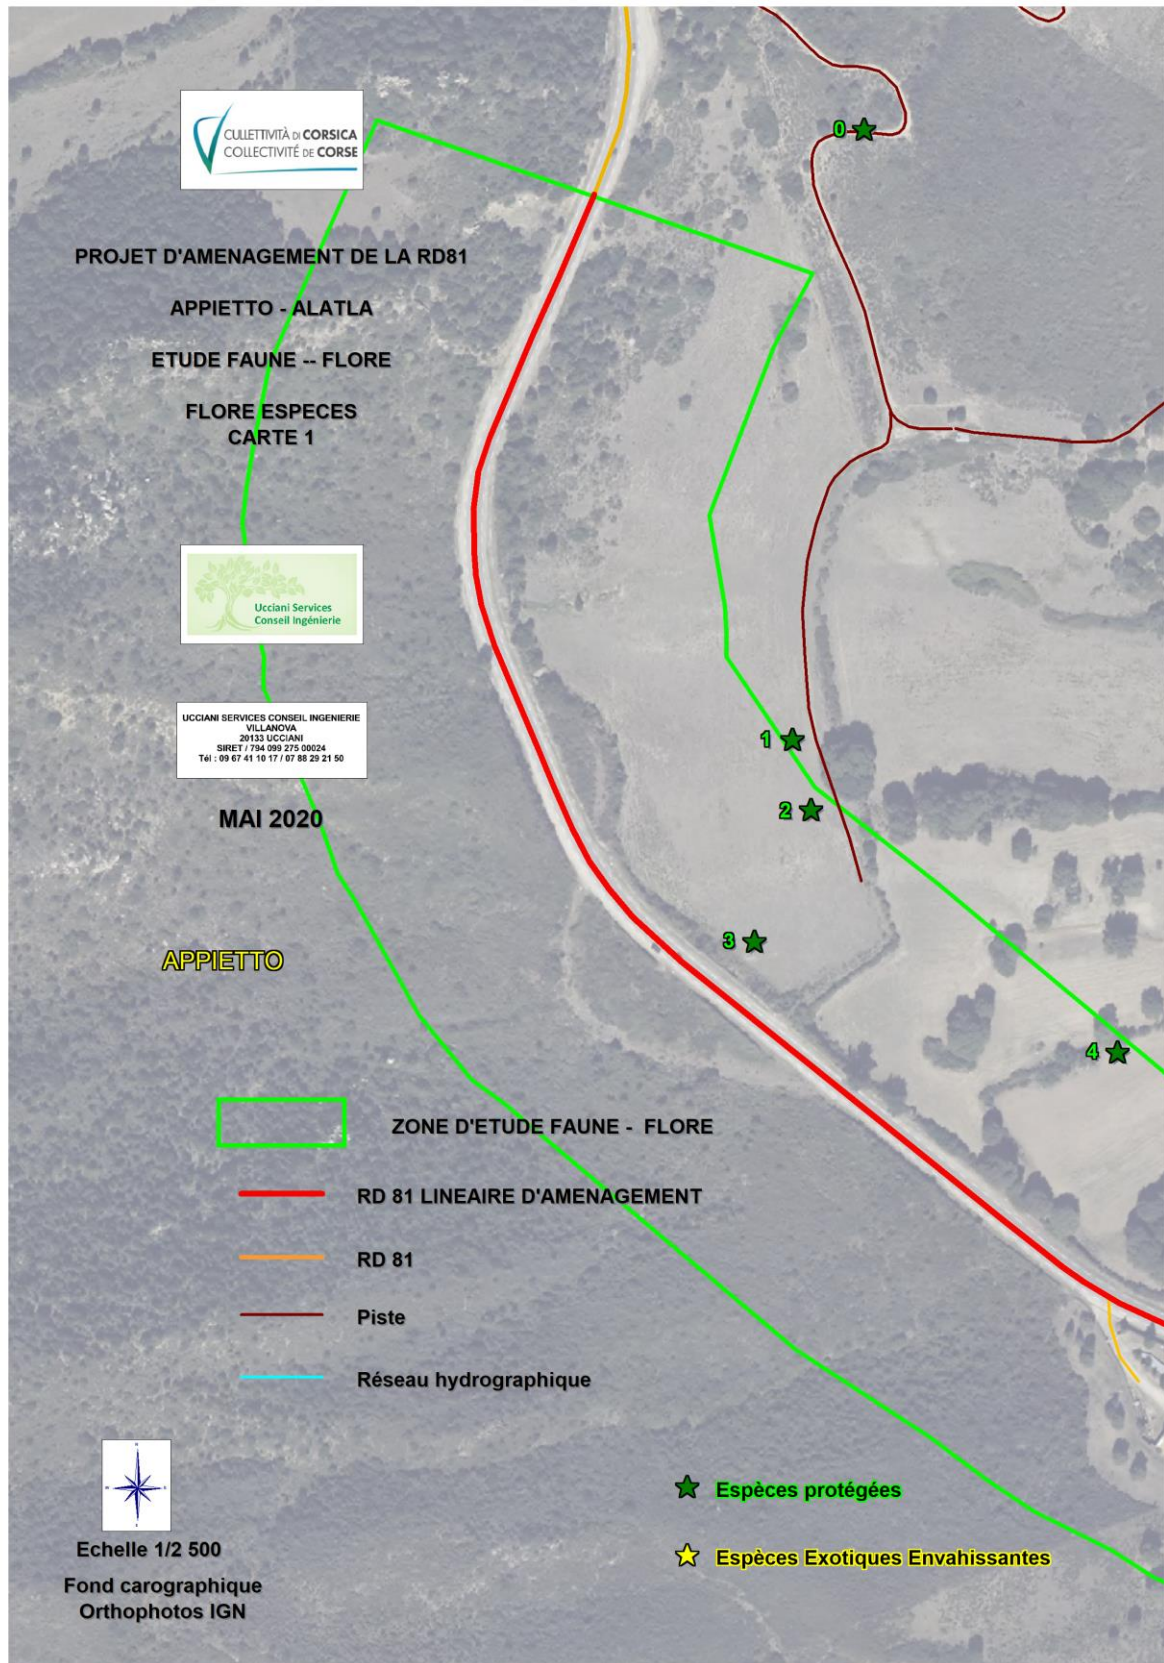 CULLETTIVITÀ DI CORSICA
COLLECTIVITÉ DE CORSE
PROJET D'AMENAGEMENT DE LA RD81
APPIETTO - ALATLA
ETUDE FAUNE -- FLORE
FLORE ESPECES
CARTE 1
Ucciani Services
Conseil Ingénierie
UCCIANI SERVICES CONSEIL INGENIERIE
VILLANOVA
20133 UCCIANI
SIRET / 794 099 275 00024
Tél : 09 67 41 10 17 / 07 88 29 21 50
MAI 2020
APPIETTO
0
1
2
3
4
ZONE D'ETUDE FAUNE - FLORE
RD 81 LINEAIRE D'AMENAGEMENT
RD 81
Piste
Réseau hydrographique
Echelle 1/2 500
Fond carographique
Orthophotos IGN
Espèces protégées
Espèces Exotiques Envahissantes